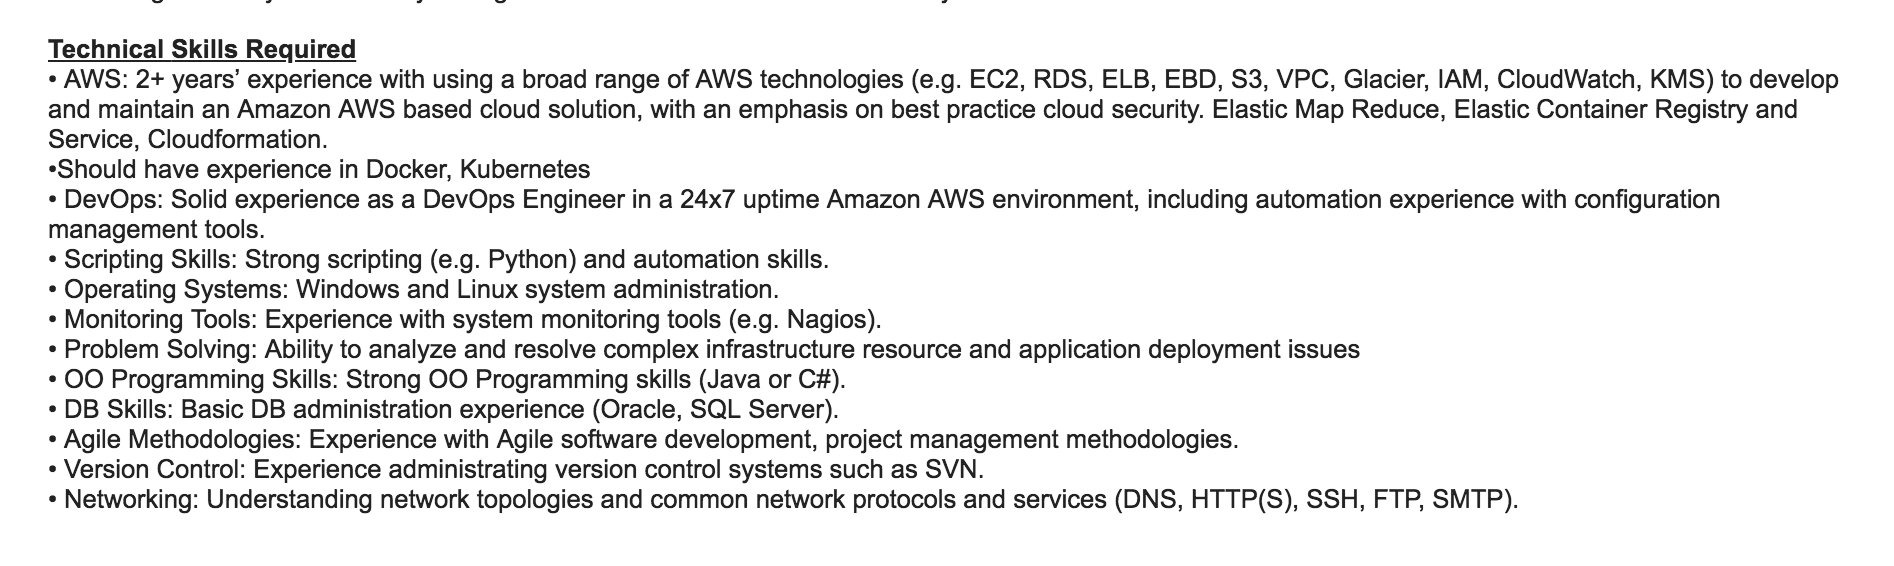 Technical Skills Required
• AWS: 2+ years’ experience with using a broad range of AWS technologies (e.g. EC2, RDS, ELB, EBD, S3, VPC, Glacier, IAM, CloudWatch, KMS) to develop
and maintain an Amazon AWS based cloud solution, with an emphasis on best practice cloud security. Elastic Map Reduce, Elastic Container Registry and
Service, Cloudformation.
•Should have experience in Docker, Kubernetes
• DevOps: Solid experience as a DevOps Engineer in a 24x7 uptime Amazon AWS environment, including automation experience with configuration
management tools.
• Scripting Skills: Strong scripting (e.g. Python) and automation skills.
• Operating Systems: Windows and Linux system administration.
• Monitoring Tools: Experience with system monitoring tools (e.g. Nagios).
• Problem Solving: Ability to analyze and resolve complex infrastructure resource and application deployment issues
• OO Programming Skills: Strong OO Programming skills (Java or C#).
• DB Skills: Basic DB administration experience (Oracle, SQL Server).
• Agile Methodologies: Experience with Agile software development, project management methodologies.
• Version Control: Experience administrating version control systems such as SVN.
• Networking: Understanding network topologies and common network protocols and services (DNS, HTTP(S), SSH, FTP, SMTP).